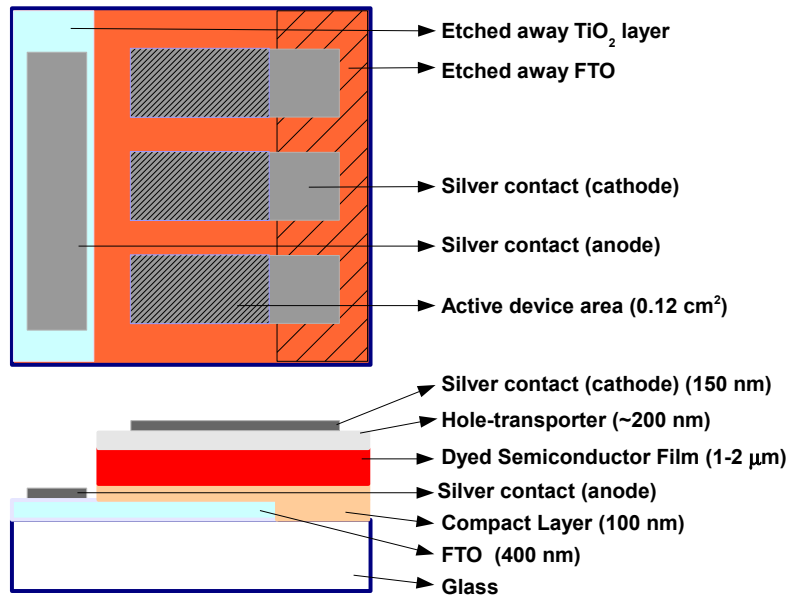 Etched away TiO₂ layer
Etched away FTO
Silver contact (cathode)
Silver contact (anode)
Active device area (0.12 cm²)
Silver contact (cathode) (150 nm)
Hole-transporter (~200 nm)
Dyed Semiconductor Film (1-2 μm)
Silver contact (anode)
Compact Layer (100 nm)
FTO (400 nm)
Glass